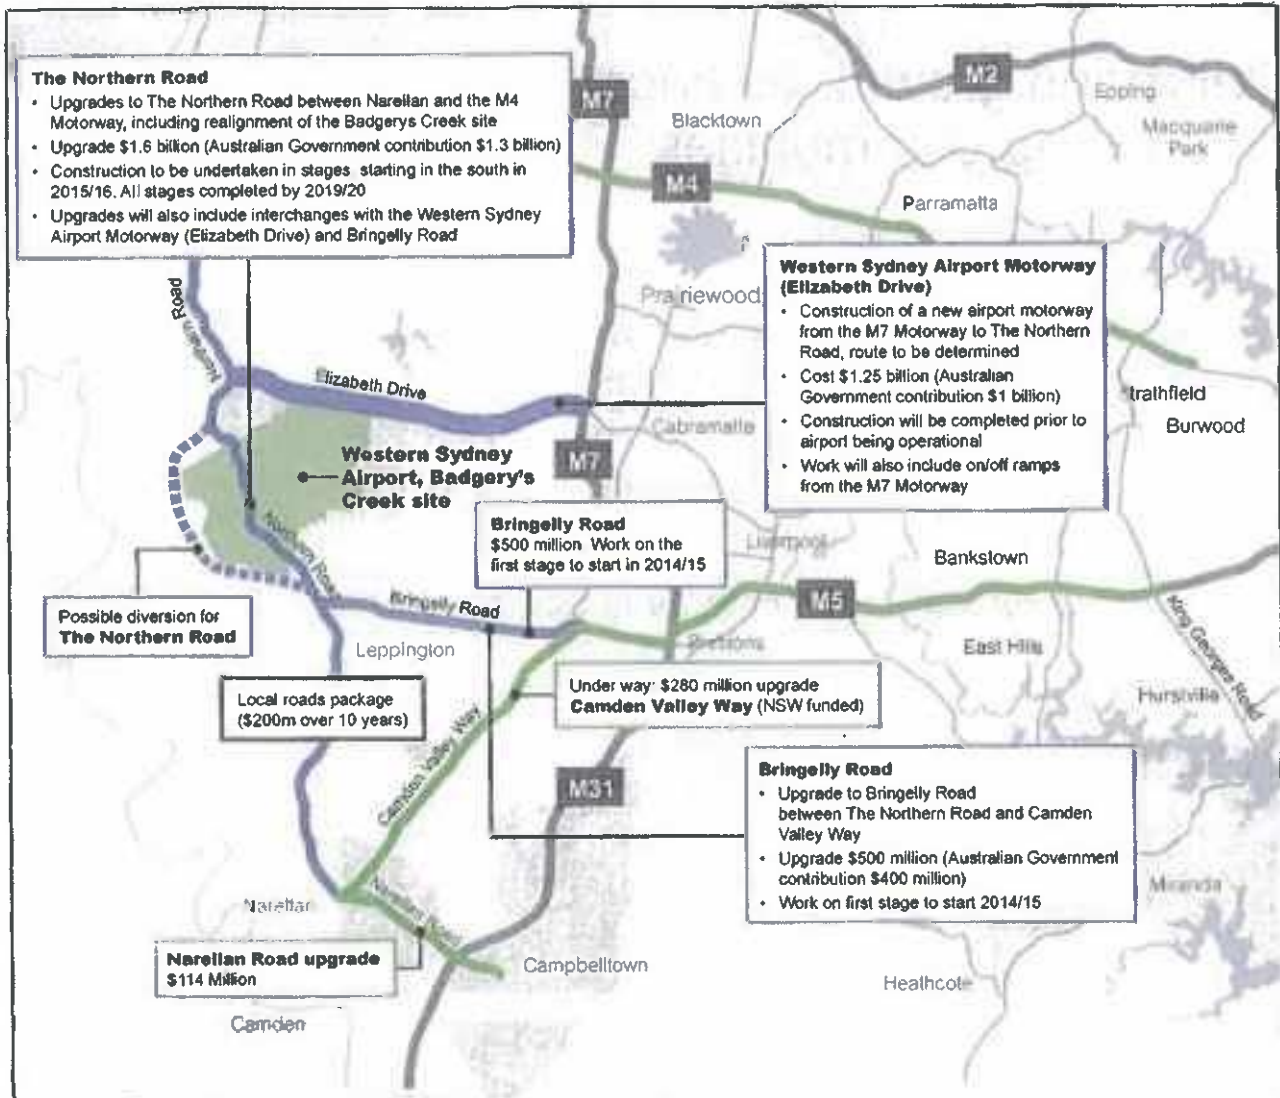 The Northern Road
• Upgrades to The Northern Road between Narellan and the M4
Motorway, including realignment of the Badgerys Creek site
• Upgrade $1.6 billion (Australian Government contribution $1.3 billion)
• Construction to be undertaken in stages starting in the south in
2015/16. All stages completed by 2019/20
• Upgrades will also include interchanges with the Western Sydney
Airport Motorway (Elizabeth Drive) and Bringelly Road
M7
M2
Epping
Blacktown
Macquarie
Park
M4
Parramatta
Prairiewood
Western Sydney Airport Motorway
(Elizabeth Drive)
• Construction of a new airport motorway
from the M7 Motorway to The Northern
Road, route to be determined
• Cost $1.25 billion (Australian
Government contribution $1 billion)
• Construction will be completed prior to
airport being operational
• Work will also include on/off ramps
from the M7 Motorway
Northern Road
Elizabeth Drive
trathfield
Burwood
Cabramatta
M7
Western Sydney
Airport, Badgery's
Creek site
Bringelly Road
$500 million Work on the
first stage to start in 2014/15
Liverpool
Bankstown
Northern Road
Bringelly Road
M5
King Georges Road
Possible diversion for
The Northern Road
Leppington
East Hills
Hurstville
Local roads package
($200m over 10 years)
Under way: $280 million upgrade
Camden Valley Way (NSW funded)
Camden Valley Way
M31
Bringelly Road
• Upgrade to Bringelly Road
between The Northern Road and Camden
Valley Way
• Upgrade $500 million (Australian Government
contribution $400 million)
• Work on first stage to start 2014/15
Miranda
Narellan
Narellan Road upgrade
$114 Million
Campbelltown
Heathcote
Camden